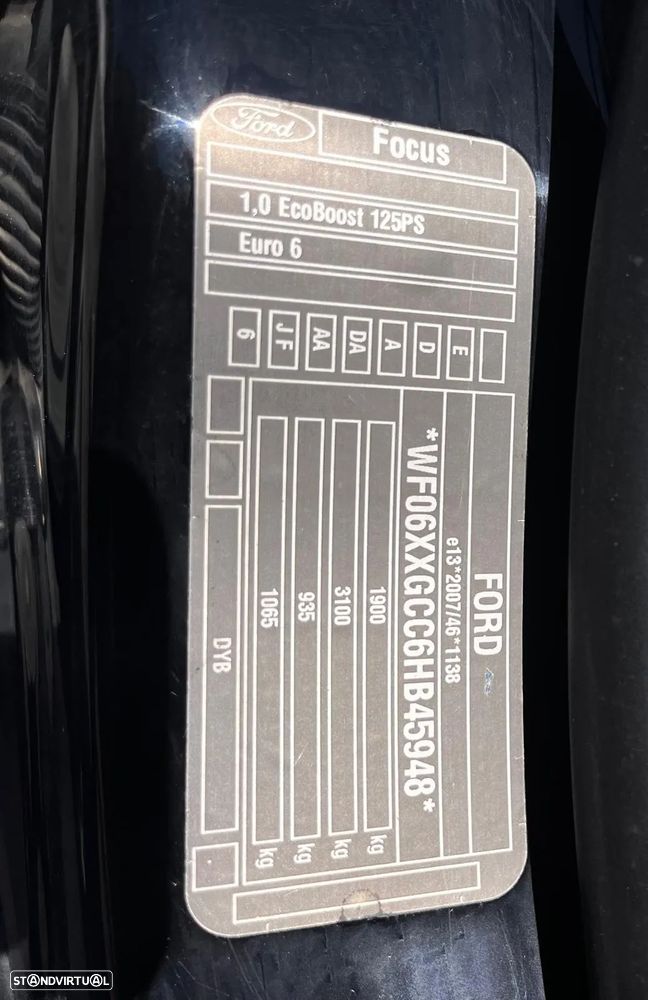 Ford
Focus
1,0 EcoBoost 125PS
Euro 6
E
D
A
DA
AA
JF
6
FORD
e13*2007/46*1138
*WF06XXGCC6HB45948*
1900 kg
3100 kg
935 kg
1065 kg
DYB
STANDVIRTUAL